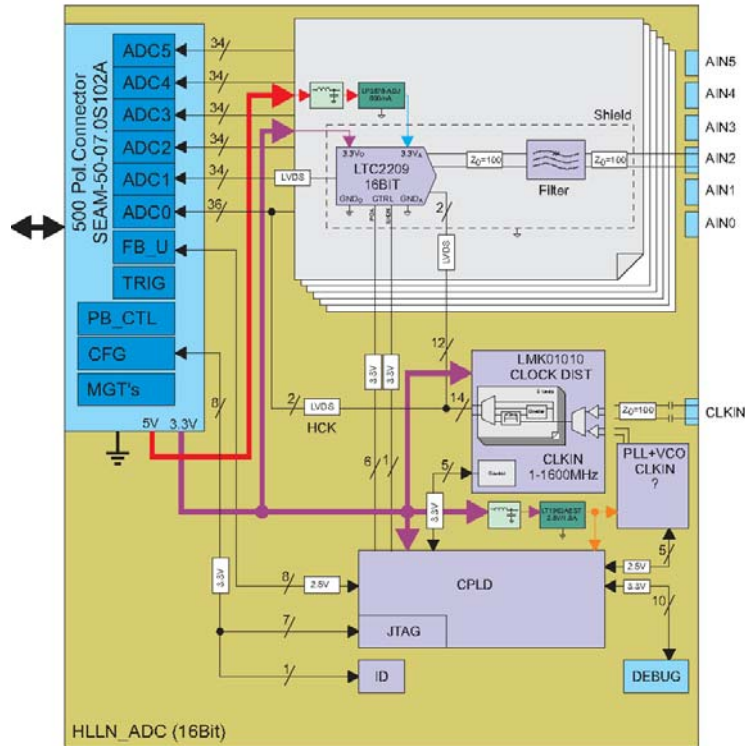 500 Pol. Connector
SEAM-50-07.0S102A
ADC5
ADC4
ADC3
ADC2
ADC1
ADC0
FB_U
TRIG
PB_CTL
CFG
MGT's
5V
3.3V
34
34
34
34
34
36
LVDS
Shield
3.3VD
3.3VA
LTC2209
16BIT
GNDD
CTRL
GNDA
2
LVDS
Z0=100
Filter
Z0=100
AIN5
AIN4
AIN3
AIN2
AIN1
AIN0
12
3.3V
3.3V
2
LVDS
HCK
14
6
1
LMK01010
CLOCK DIST
CLKIN
1-1600MHz
Z0=100
CLKIN
PLL+VCO
CLKIN
?
5
3.3V
8
3.3V
8
2.5V
7
1
CPLD
JTAG
ID
2.5V
5
3.3V
10
DEBUG
HLLN_ADC (16Bit)